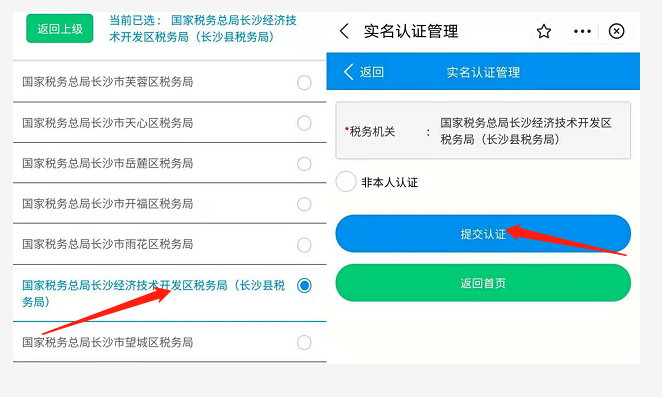 返回上级
当前已选： 国家税务总局长沙经济技
术开发区税务局（长沙县税务局）
国家税务总局长沙市芙蓉区税务局
国家税务总局长沙市天心区税务局
国家税务总局长沙市岳麓区税务局
国家税务总局长沙市开福区税务局
国家税务总局长沙市雨花区税务局
国家税务总局长沙经济技术开发区税务局（长沙县税
务局）
国家税务总局长沙市望城区税务局
实名认证管理
返回
实名认证管理
*税务机关 ：
国家税务总局长沙经济技术开发区
税务局（长沙县税务局）
非本人认证
提交认证
返回首页